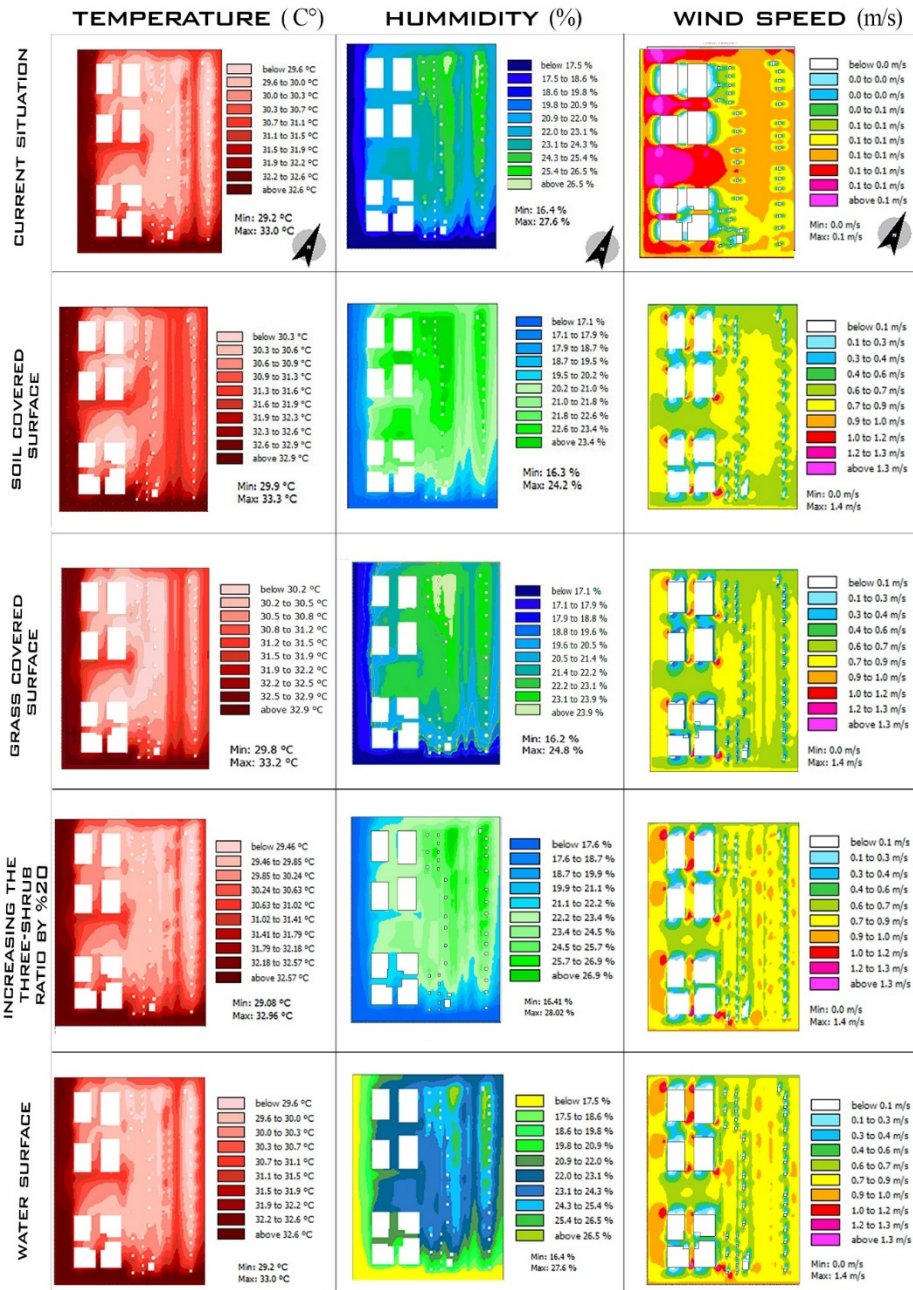 TEMPERATURE ( C°)
HUMMIDITY (%)
WIND SPEED (m/s)
CURRENT SITUATION
below 29.6 °C
29.6 to 30.0 °C
30.0 to 30.3 °C
30.3 to 30.7 °C
30.7 to 31.1 °C
31.1 to 31.5 °C
31.5 to 31.9 °C
31.9 to 32.2 °C
32.2 to 32.6 °C
above 32.6 °C
Min: 29.2 °C
Max: 33.0 °C
N
below 17.5 %
17.5 to 18.6 %
18.6 to 19.8 %
19.8 to 20.9 %
20.9 to 22.0 %
22.0 to 23.1 %
23.1 to 24.3 %
24.3 to 25.4 %
25.4 to 26.5 %
above 26.5 %
Min: 16.4 %
Max: 27.6 %
N
below 0.0 m/s
0.0 to 0.0 m/s
0.0 to 0.0 m/s
0.0 to 0.1 m/s
0.1 to 0.1 m/s
0.1 to 0.1 m/s
0.1 to 0.1 m/s
0.1 to 0.1 m/s
0.1 to 0.1 m/s
above 0.1 m/s
Min: 0.0 m/s
Max: 0.1 m/s
N
SOIL COVERED
SURFACE
below 30.3 °C
30.3 to 30.6 °C
30.6 to 30.9 °C
30.9 to 31.3 °C
31.3 to 31.6 °C
31.6 to 31.9 °C
31.9 to 32.3 °C
32.3 to 32.6 °C
32.6 to 32.9 °C
above 32.9 °C
Min: 29.9 °C
Max: 33.3 °C
below 17.1 %
17.1 to 17.9 %
17.9 to 18.7 %
18.7 to 19.5 %
19.5 to 20.2 %
20.2 to 21.0 %
21.0 to 21.8 %
21.8 to 22.6 %
22.6 to 23.4 %
above 23.4 %
Min: 16.3 %
Max: 24.2 %
below 0.1 m/s
0.1 to 0.3 m/s
0.3 to 0.4 m/s
0.4 to 0.6 m/s
0.6 to 0.7 m/s
0.7 to 0.9 m/s
0.9 to 1.0 m/s
1.0 to 1.2 m/s
1.2 to 1.3 m/s
above 1.3 m/s
Min: 0.0 m/s
Max: 1.4 m/s
GRASS COVERED
SURFACE
below 30.2 °C
30.2 to 30.5 °C
30.5 to 30.8 °C
30.8 to 31.2 °C
31.2 to 31.5 °C
31.5 to 31.9 °C
31.9 to 32.2 °C
32.2 to 32.5 °C
32.5 to 32.9 °C
above 32.9 °C
Min: 29.8 °C
Max: 33.2 °C
below 17.1 %
17.1 to 17.9 %
17.9 to 18.8 %
18.8 to 19.6 %
19.6 to 20.5 %
20.5 to 21.4 %
21.4 to 22.2 %
22.2 to 23.1 %
23.1 to 23.9 %
above 23.9 %
Min: 16.2 %
Max: 24.8 %
below 0.1 m/s
0.1 to 0.3 m/s
0.3 to 0.4 m/s
0.4 to 0.6 m/s
0.6 to 0.7 m/s
0.7 to 0.9 m/s
0.9 to 1.0 m/s
1.0 to 1.2 m/s
1.2 to 1.3 m/s
above 1.3 m/s
Min: 0.0 m/s
Max: 1.4 m/s
INCREASING THE
THREE-SHRUB
RATIO BY %20
below 29.46 °C
29.46 to 29.85 °C
29.85 to 30.24 °C
30.24 to 30.63 °C
30.63 to 31.02 °C
31.02 to 31.41 °C
31.41 to 31.79 °C
31.79 to 32.18 °C
32.18 to 32.57 °C
above 32.57 °C
Min: 29.08 °C
Max: 32.96 °C
below 17.6 %
17.6 to 18.7 %
18.7 to 19.9 %
19.9 to 21.1 %
21.1 to 22.2 %
22.2 to 23.4 %
23.4 to 24.5 %
24.5 to 25.7 %
25.7 to 26.9 %
above 26.9 %
Min: 16.41 %
Max: 28.02 %
below 0.1 m/s
0.1 to 0.3 m/s
0.3 to 0.4 m/s
0.4 to 0.6 m/s
0.6 to 0.7 m/s
0.7 to 0.9 m/s
0.9 to 1.0 m/s
1.0 to 1.2 m/s
1.2 to 1.3 m/s
above 1.3 m/s
Min: 0.0 m/s
Max: 1.4 m/s
WATER SURFACE
below 29.6 °C
29.6 to 30.0 °C
30.0 to 30.3 °C
30.3 to 30.7 °C
30.7 to 31.1 °C
31.1 to 31.5 °C
31.5 to 31.9 °C
31.9 to 32.2 °C
32.2 to 32.6 °C
above 32.6 °C
Min: 29.2 °C
Max: 33.0 °C
below 17.5 %
17.5 to 18.6 %
18.6 to 19.8 %
19.8 to 20.9 %
20.9 to 22.0 %
22.0 to 23.1 %
23.1 to 24.3 %
24.3 to 25.4 %
25.4 to 26.5 %
above 26.5 %
Min: 16.4 %
Max: 27.6 %
below 0.1 m/s
0.1 to 0.3 m/s
0.3 to 0.4 m/s
0.4 to 0.6 m/s
0.6 to 0.7 m/s
0.7 to 0.9 m/s
0.9 to 1.0 m/s
1.0 to 1.2 m/s
1.2 to 1.3 m/s
above 1.3 m/s
Min: 0.0 m/s
Max: 1.4 m/s